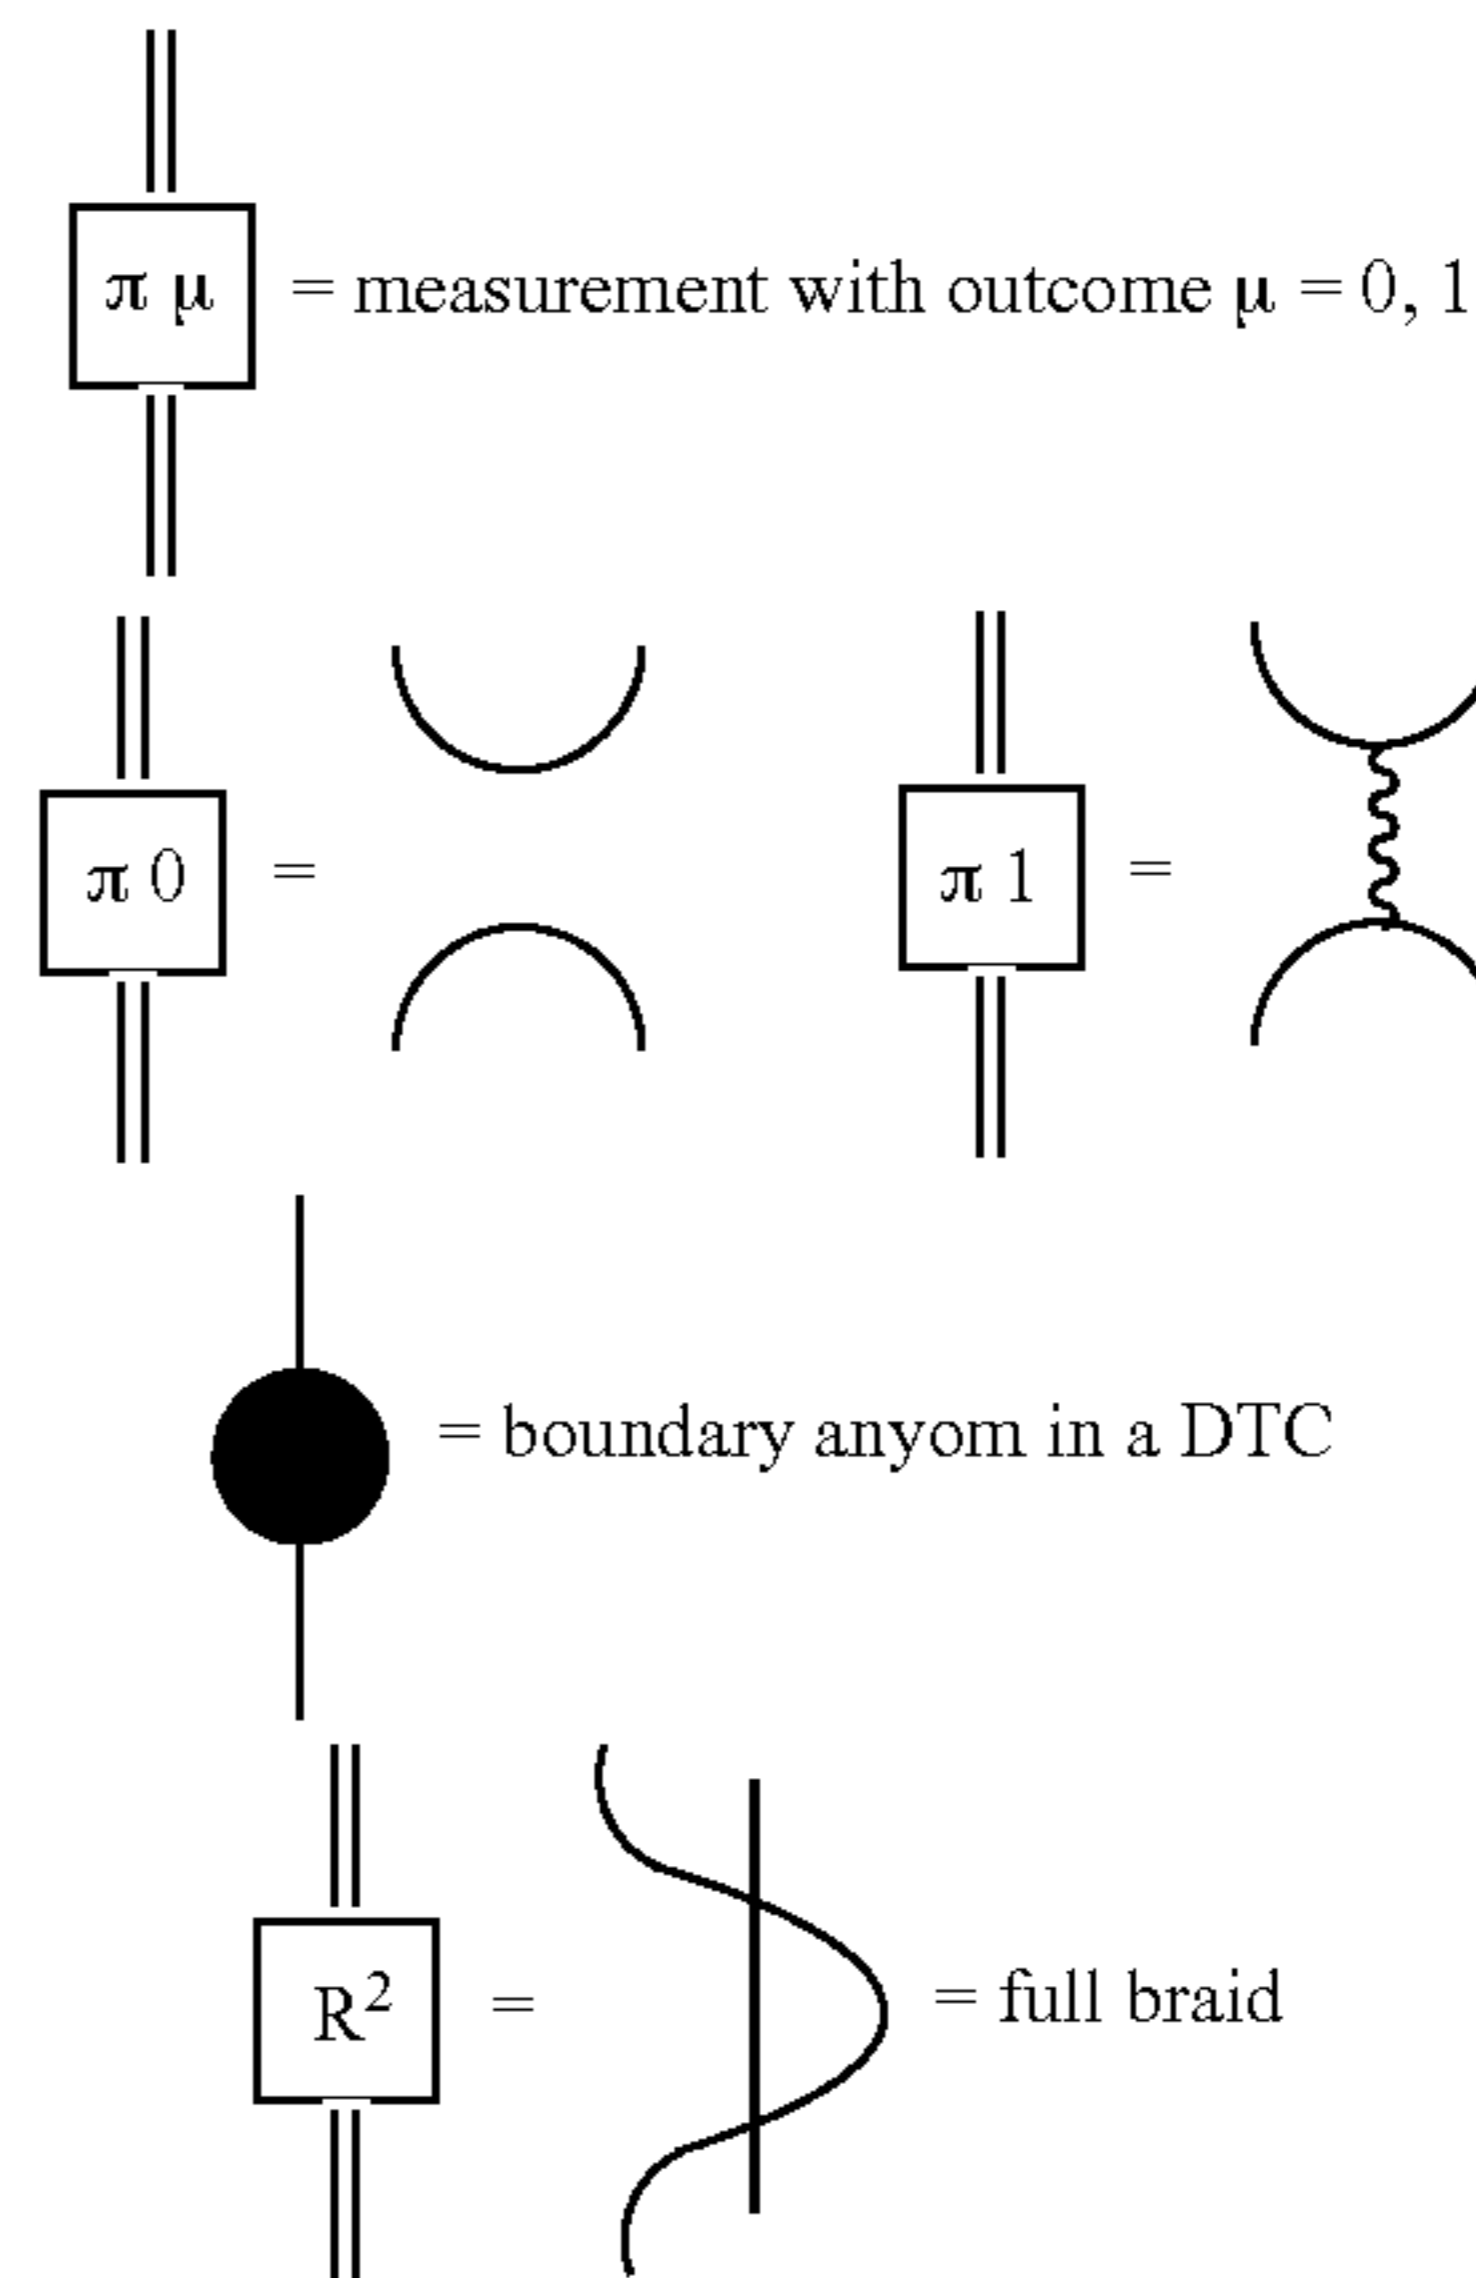 π μ = measurement with outcome μ = 0, 1
π 0 = π 1 =
= boundary anyom in a DTC
R² = = full braid